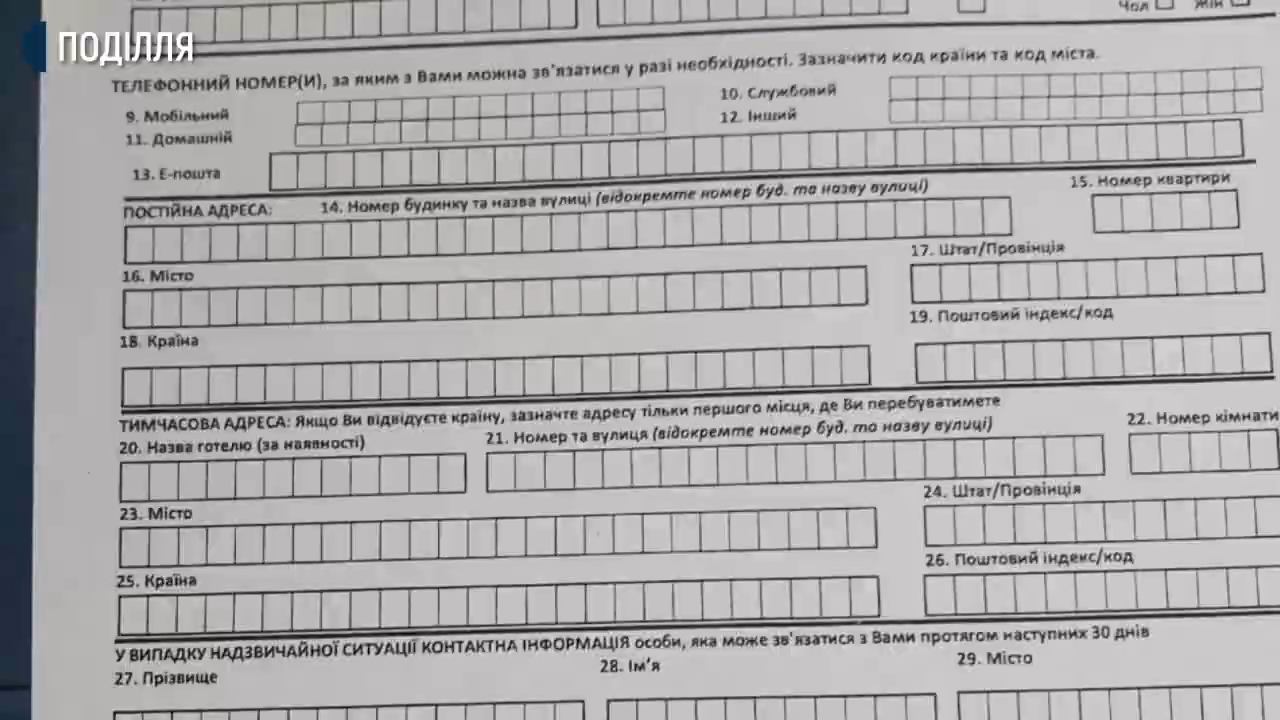 ПОДІЛЛЯ
Чол Жін
ТЕЛЕФОННИЙ НОМЕР(И), за яким з Вами можна зв'язатися у разі необхідності. Зазначити код країни та код міста.
9. Мобільний 10. Службовий
11. Домашній 12. Інший
13. Е-пошта
ПОСТІЙНА АДРЕСА: 14. Номер будинку та назва вулиці (відокремте номер буд. та назву вулиці) 15. Номер квартири
16. Місто 17. Штат/Провінція
18. Країна 19. Поштовий індекс/код
ТИМЧАСОВА АДРЕСА: Якщо Ви відвідуєте країну, зазначте адресу тільки першого місця, де Ви перебуватимете
20. Назва готелю (за наявності) 21. Номер та вулиця (відокремте номер буд. та назву вулиці) 22. Номер кімнати
23. Місто 24. Штат/Провінція
25. Країна 26. Поштовий індекс/код
У ВИПАДКУ НАДЗВИЧАЙНОЇ СИТУАЦІЇ КОНТАКТНА ІНФОРМАЦІЯ особи, яка може зв'язатися з Вами протягом наступних 30 днів
27. Прізвище 28. Ім'я 29. Місто